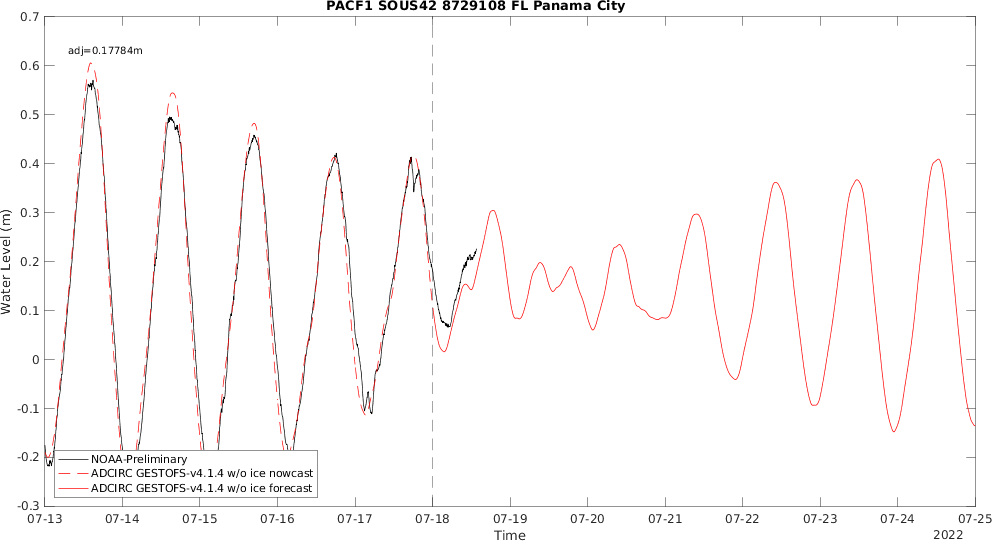 PACF1 SOUS42 8729108 FL Panama City
adj=0.17784m
Water Level (m)
0.7
0.6
0.5
0.4
0.3
0.2
0.1
0
-0.1
-0.2
-0.3
NOAA-Preliminary
ADCIRC GESTOFS-v4.1.4 w/o ice nowcast
ADCIRC GESTOFS-v4.1.4 w/o ice forecast
07-13 07-14 07-15 07-16 07-17 07-18 07-19 07-20 07-21 07-22 07-23 07-24 07-25
Time
2022